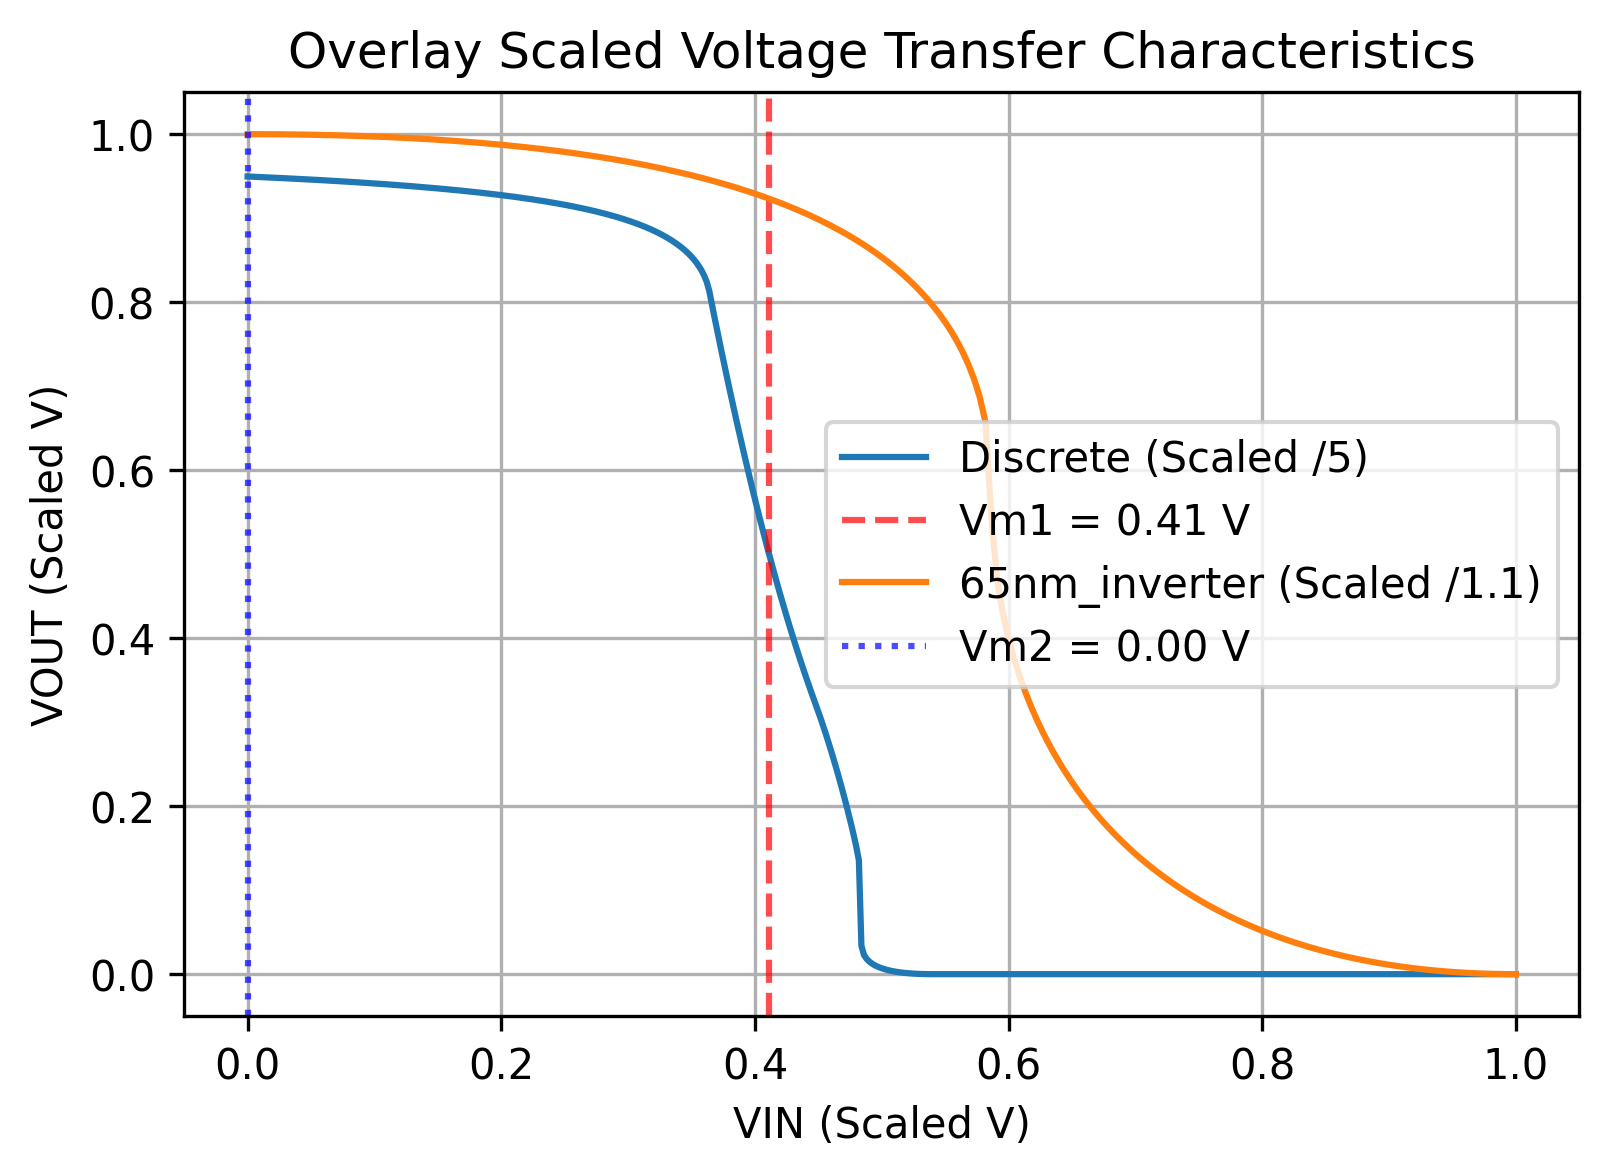 Overlay Scaled Voltage Transfer Characteristics
1.0
0.8
0.6
0.4
0.2
0.0
VOUT (Scaled V)
Discrete (Scaled /5)
Vm1 = 0.41 V
65nm_inverter (Scaled /1.1)
Vm2 = 0.00 V
0.0 0.2 0.4 0.6 0.8 1.0
VIN (Scaled V)